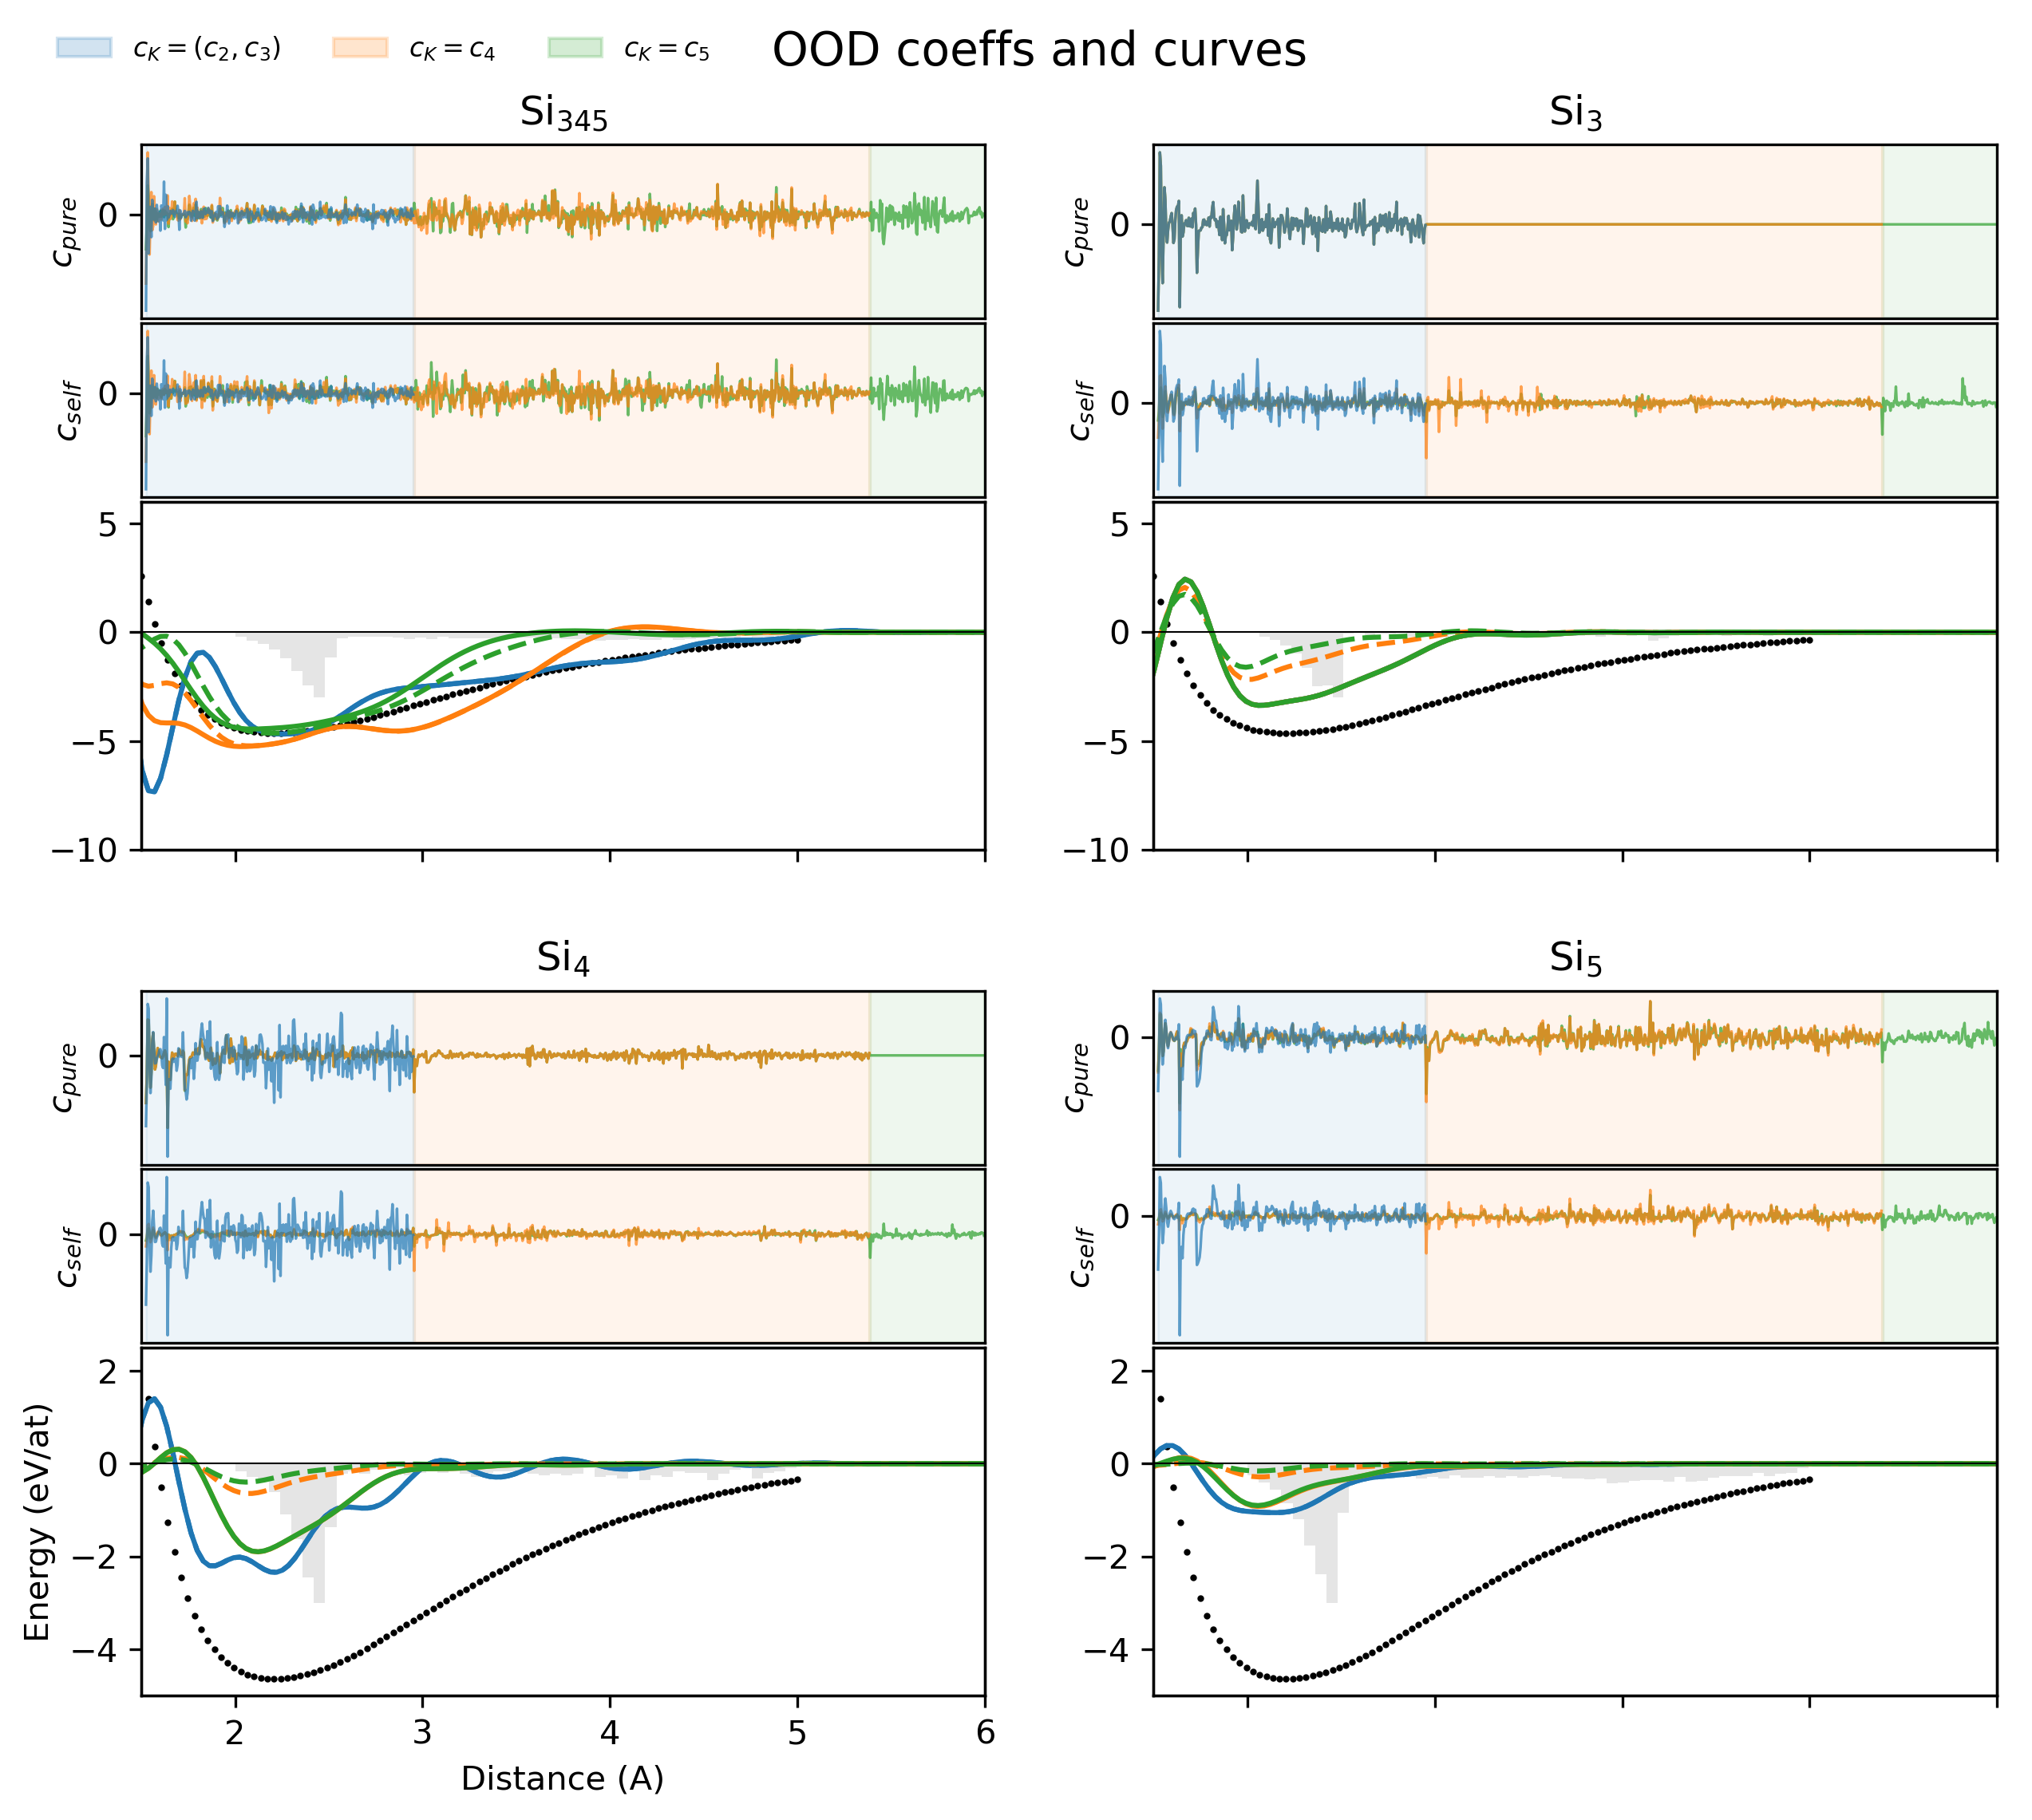 c_K = (c_2, c_3) c_K = c_4 c_K = c_5 OOD coeffs and curves
Si_345 Si_3
c_pure 0 c_pure 0
c_self 0 c_self 0
5 5
0 0
−5 −5
−10 −10
Si_4 Si_5
c_pure 0 c_pure 0
c_self 0 c_self 0
2 2
0 0
−2 −2
−4 −4
Energy (eV/at)
2 3 4 5 6
Distance (A)